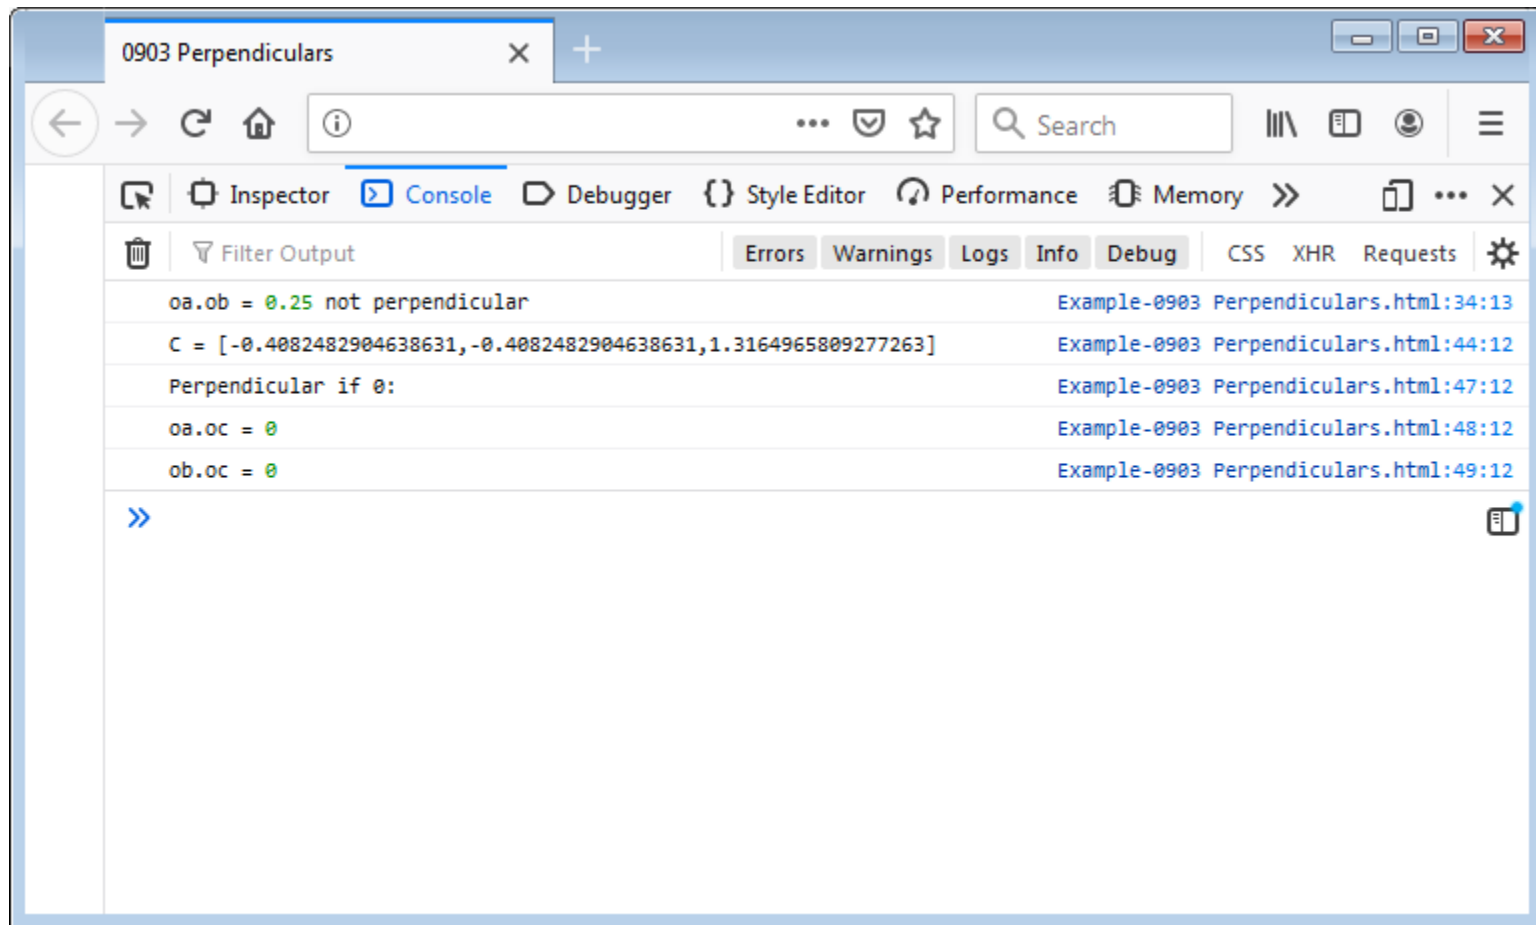 0903 Perpendiculars
Search
Inspector Console Debugger {} Style Editor Performance Memory
Filter Output Errors Warnings Logs Info Debug CSS XHR Requests
oa.ob = 0.25 not perpendicular Example-0903 Perpendiculars.html:34:13
C = [-0.4082482904638631,-0.4082482904638631,1.3164965809277263] Example-0903 Perpendiculars.html:44:12
Perpendicular if 0: Example-0903 Perpendiculars.html:47:12
oa.oc = 0 Example-0903 Perpendiculars.html:48:12
ob.oc = 0 Example-0903 Perpendiculars.html:49:12